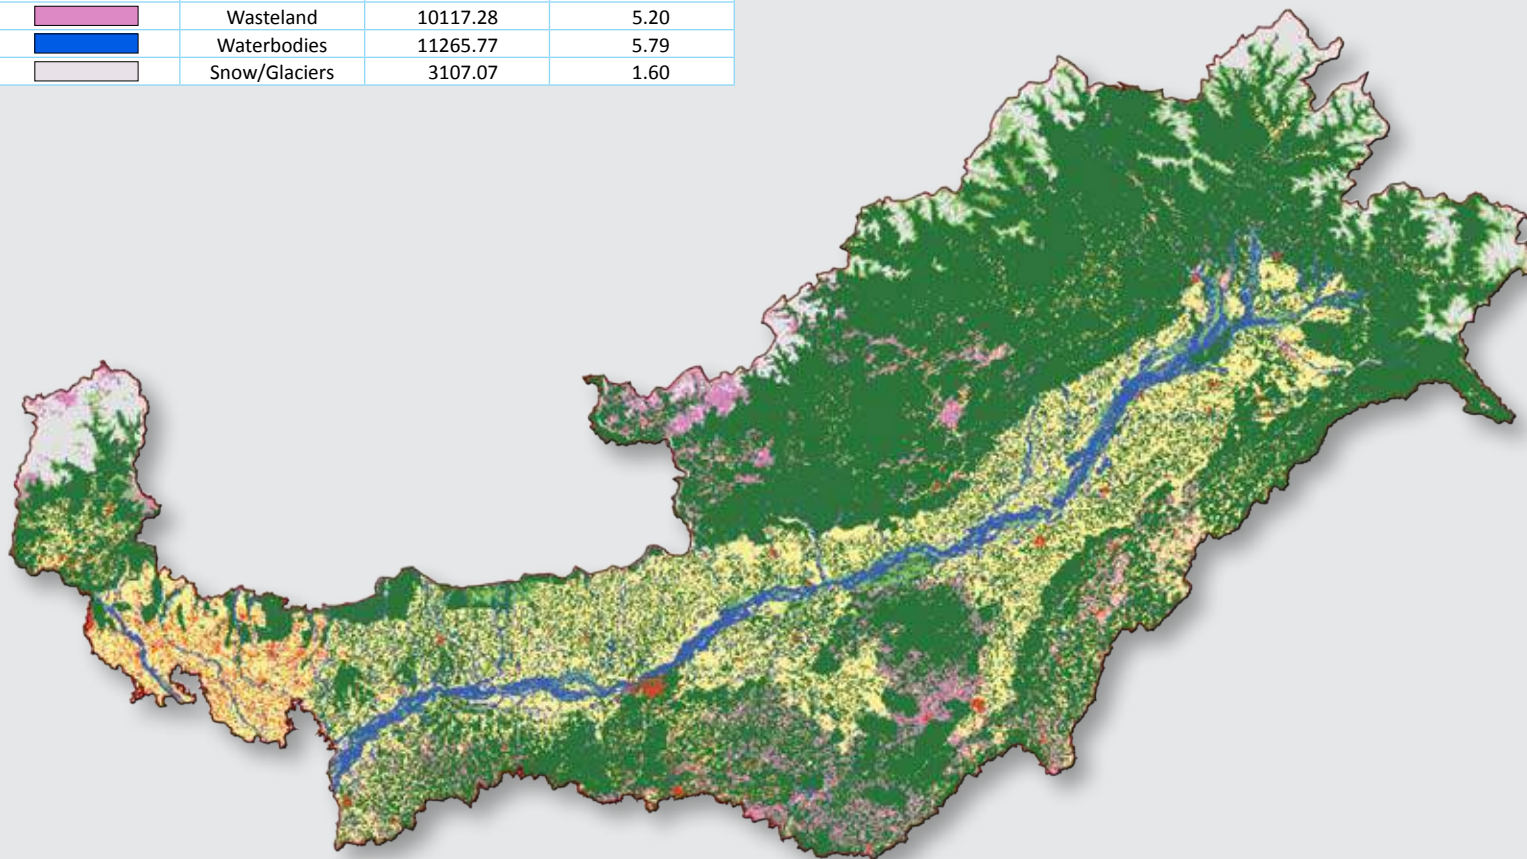 Wasteland 10117.28 5.20
Waterbodies 11265.77 5.79
Snow/Glaciers 3107.07 1.60